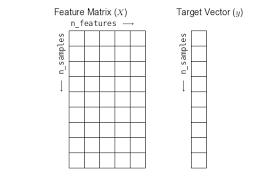 Feature Matrix (X)
n_features ⟶
⟵ n_samples
Target Vector (y)
⟵ n_samples